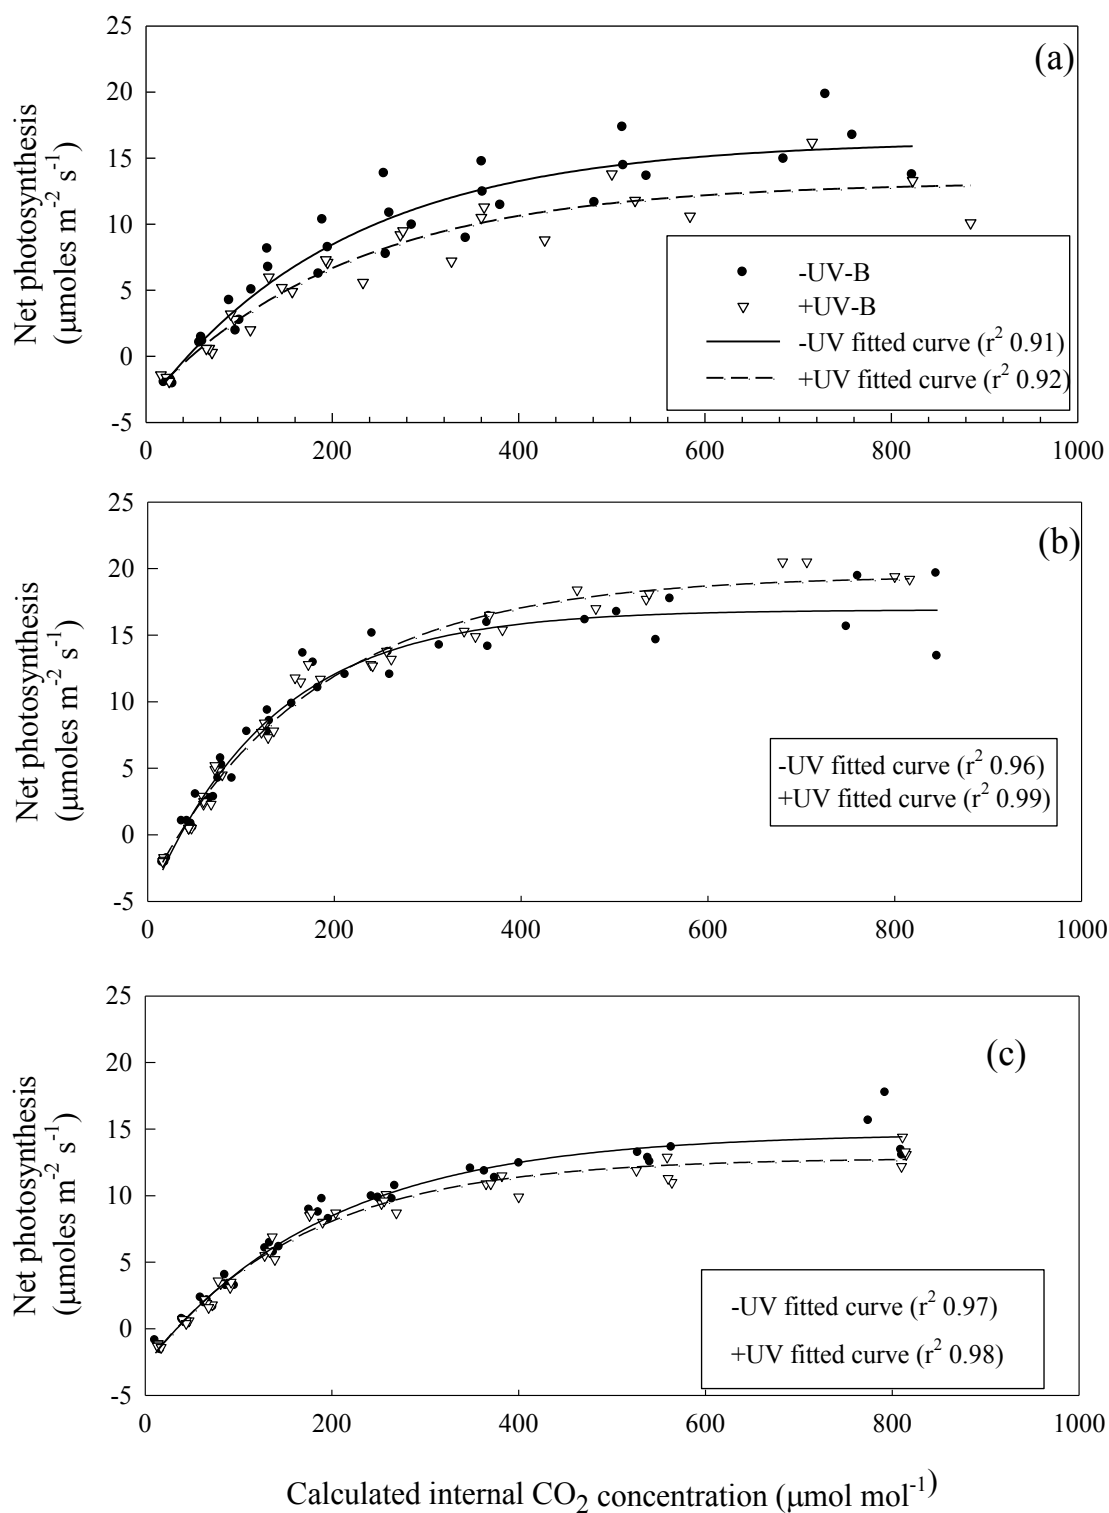 (a)
25
20
15
10
5
0
-5
Net photosynthesis
(μmoles m⁻² s⁻¹)
-UV-B
+UV-B
-UV fitted curve (r² 0.91)
+UV fitted curve (r² 0.92)
0 200 400 600 800 1000
(b)
25
20
15
10
5
0
-5
Net photosynthesis
(μmoles m⁻² s⁻¹)
-UV fitted curve (r² 0.96)
+UV fitted curve (r² 0.99)
0 200 400 600 800 1000
(c)
25
20
15
10
5
0
-5
Net photosynthesis
(μmoles m⁻² s⁻¹)
-UV fitted curve (r² 0.97)
+UV fitted curve (r² 0.98)
0 200 400 600 800 1000
Calculated internal CO₂ concentration (μmol mol⁻¹)